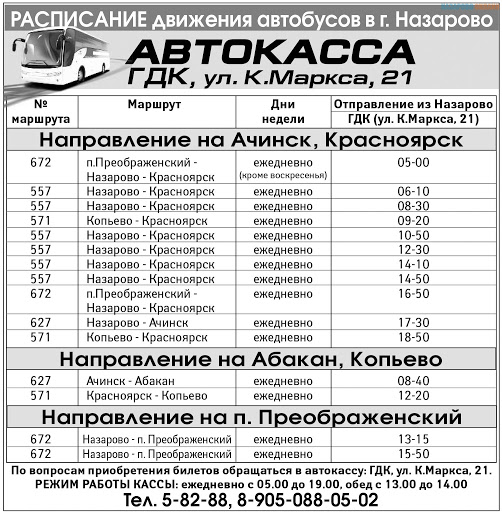 РАСПИСАНИЕ движения автобусов в г. Назарово
АВТОКАССА
ГДК, ул. К.Маркса, 21
№ маршрута Маршрут Дни недели Отправление из Назарово ГДК (ул. К.Маркса, 21)
Направление на Ачинск, Красноярск
672 п.Преображенский - ежедневно 05-00
Назарово - Красноярск (кроме воскресенья)
557 Назарово - Красноярск ежедневно 06-10
557 Назарово - Красноярск ежедневно 08-30
571 Копьево - Красноярск ежедневно 09-20
557 Назарово - Красноярск ежедневно 10-50
557 Назарово - Красноярск ежедневно 12-30
557 Назарово - Красноярск ежедневно 14-10
557 Назарово - Красноярск ежедневно 14-50
672 п.Преображенский - ежедневно 16-50
Назарово - Красноярск
627 Назарово - Ачинск ежедневно 17-30
571 Копьево - Красноярск ежедневно 18-50
Направление на Абакан, Копьево
627 Ачинск - Абакан ежедневно 08-40
571 Красноярск - Копьево ежедневно 12-20
Направление на п. Преображенский
672 Назарово - п. Преображенский ежедневно 13-15
672 Назарово - п. Преображенский ежедневно 15-50
По вопросам приобретения билетов обращаться в автокассу: ГДК, ул. К.Маркса, 21.
РЕЖИМ РАБОТЫ КАССЫ: ежедневно с 05.00 до 19.00, обед с 13.00 до 14.00
Тел. 5-82-88, 8-905-088-05-02